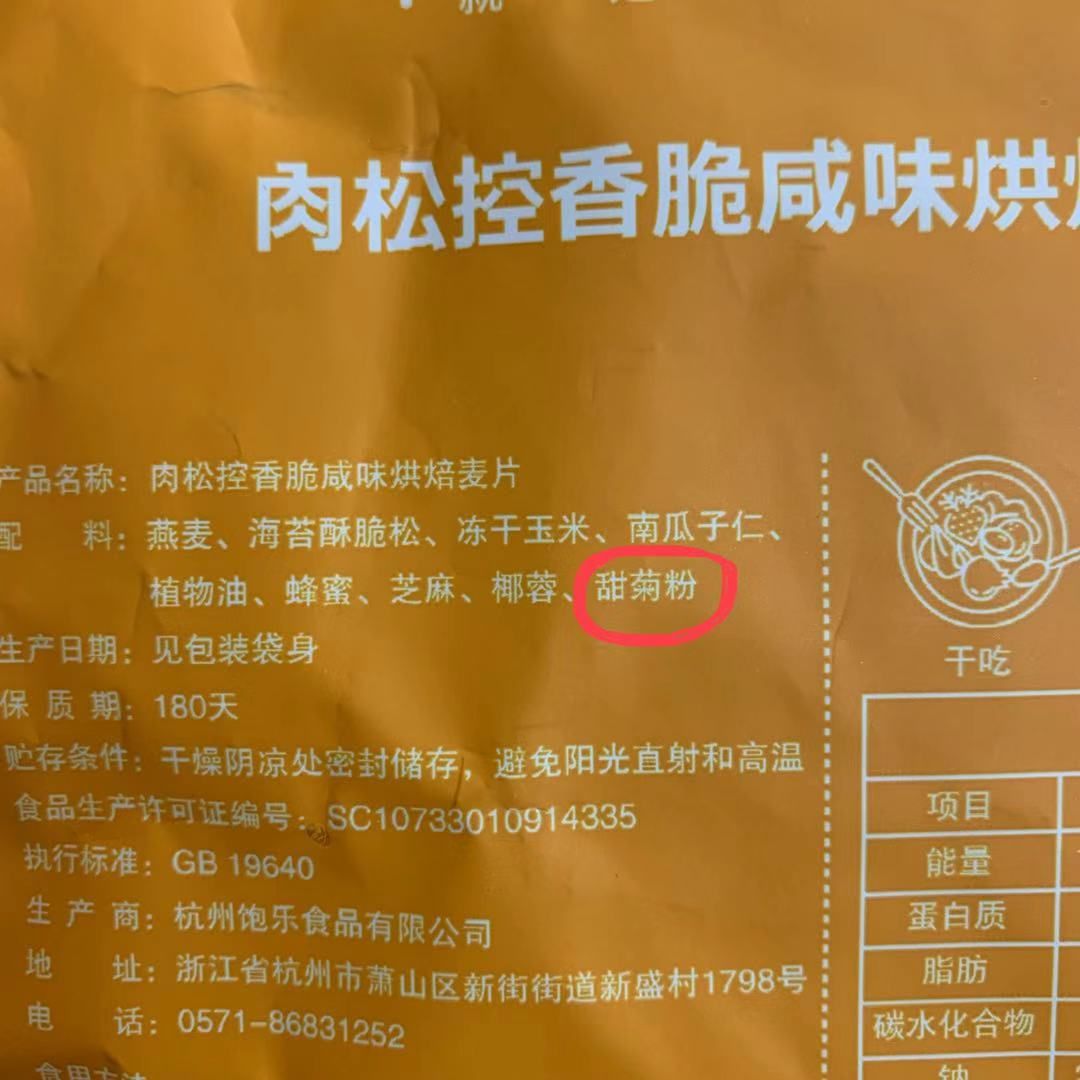 肉松控香脆咸味烘
产品名称：肉松控香脆咸味烘焙麦片
配 料：燕麦、海苔酥脆松、冻干玉米、南瓜子仁、
植物油、蜂蜜、芝麻、椰蓉、甜菊粉
生产日期：见包装袋身
保 质 期：180天
贮存条件：干燥阴凉处密封储存，避免阳光直射和高温
食品生产许可证编号：SC10733010914335
执行标准：GB 19640
生 产 商：杭州饱乐食品有限公司
地 址：浙江省杭州市萧山区新街街道新盛村1798号
电 话：0571-86831252
食用方法
干吃
项目
能量
蛋白质
脂肪
碳水化合物
钠